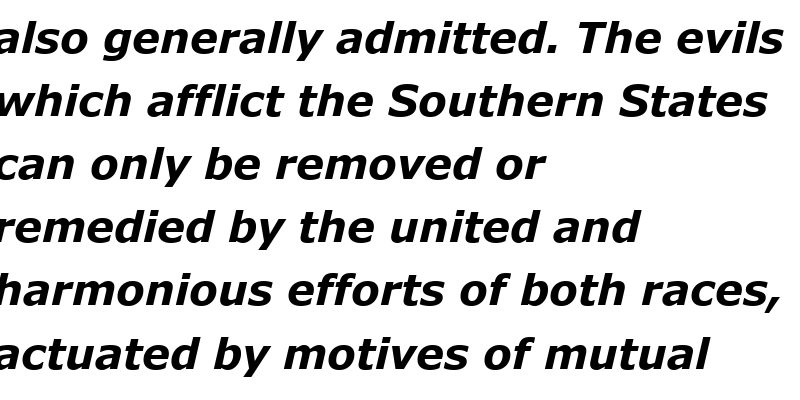 also generally admitted. The evils
which afflict the Southern States
can only be removed or
remedied by the united and
harmonious efforts of both races,
actuated by motives of mutual